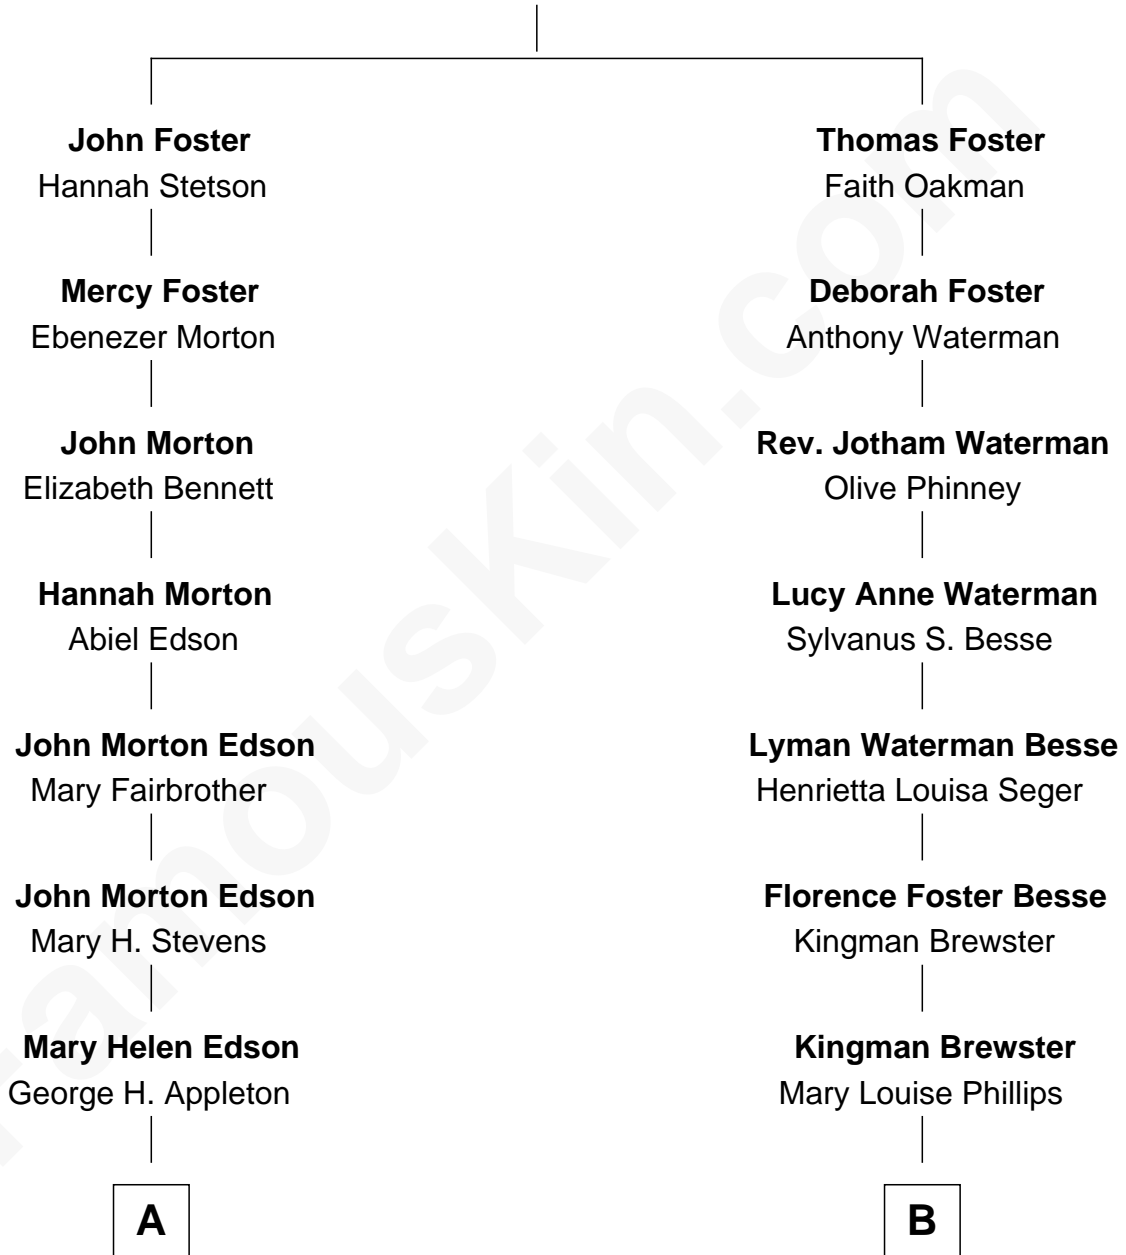 John Foster
Hannah Stetson
Mercy Foster
Ebenezer Morton
John Morton
Elizabeth Bennett
Hannah Morton
Abiel Edson
John Morton Edson
Mary Fairbrother
John Morton Edson
Mary H. Stevens
Mary Helen Edson
George H. Appleton
A
Thomas Foster
Faith Oakman
Deborah Foster
Anthony Waterman
Rev. Jotham Waterman
Olive Phinney
Lucy Anne Waterman
Sylvanus S. Besse
Lyman Waterman Besse
Henrietta Louisa Seger
Florence Foster Besse
Kingman Brewster
Kingman Brewster
Mary Louise Phillips
B
FamousKin.com